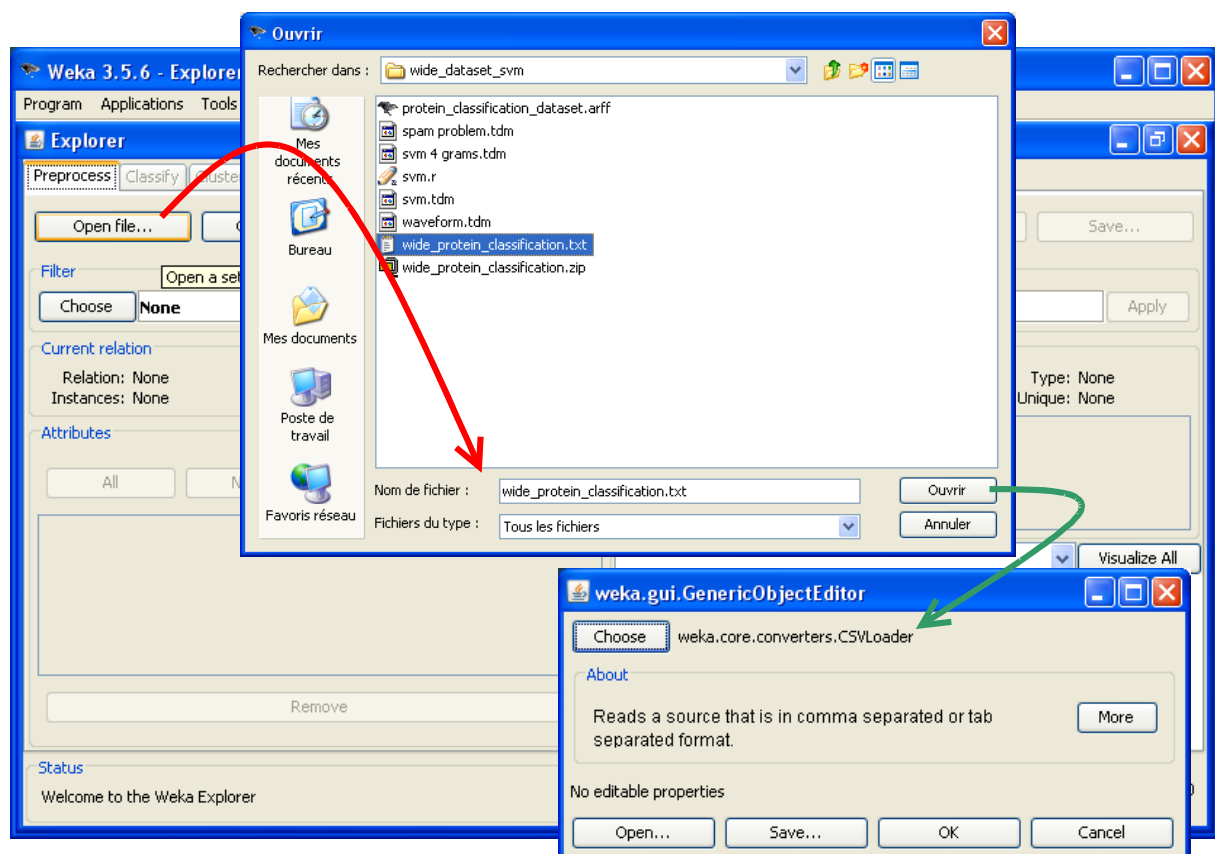 Ouvrir
Weka 3.5.6 - Explorer
Rechercher dans : wide_dataset_svm
Program Applications Tools
protein_classification_dataset.arff
spam problem.tdm
svm 4 grams.tdm
svm.r
svm.tdm
waveform.tdm
wide_protein_classification.txt
wide_protein_classification.zip
Mes documents récents
Bureau
Mes documents
Poste de travail
Favoris réseau
Nom de fichier : wide_protein_classification.txt Ouvrir
Fichiers du type : Tous les fichiers Annuler
Explorer
Preprocess Classify Cluste
Open file... Save...
Filter
Open a set
Choose None Apply
Current relation
Relation: None Type: None
Instances: None Unique: None
Attributes
All N
Visualize All
Remove
Status
Welcome to the Weka Explorer
weka.gui.GenericObjectEditor
Choose weka.core.converters.CSVLoader
About
Reads a source that is in comma separated or tab
separated format.
More
No editable properties
Open... Save... OK Cancel